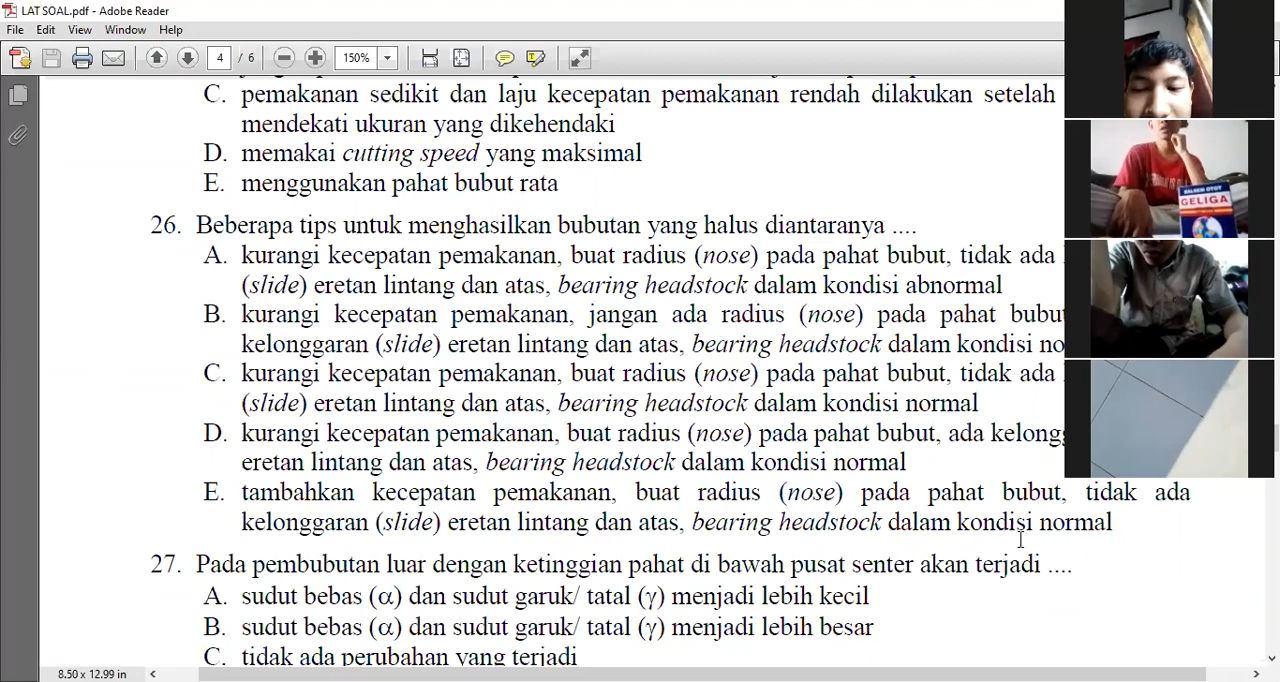 LAT SOAL.pdf - Adobe Reader
File Edit View Window Help
4 / 6 150%
C. pemakanan sedikit dan laju kecepatan pemakanan rendah dilakukan setelah
mendekati ukuran yang dikehendaki
D. memakai cutting speed yang maksimal
E. menggunakan pahat bubut rata
26. Beberapa tips untuk menghasilkan bubutan yang halus diantaranya ....
A. kurangi kecepatan pemakanan, buat radius (nose) pada pahat bubut, tidak ada
(slide) eretan lintang dan atas, bearing headstock dalam kondisi abnormal
B. kurangi kecepatan pemakanan, jangan ada radius (nose) pada pahat bubut
kelonggaran (slide) eretan lintang dan atas, bearing headstock dalam kondisi no
C. kurangi kecepatan pemakanan, buat radius (nose) pada pahat bubut, tidak ada
(slide) eretan lintang dan atas, bearing headstock dalam kondisi normal
D. kurangi kecepatan pemakanan, buat radius (nose) pada pahat bubut, ada kelongg
eretan lintang dan atas, bearing headstock dalam kondisi normal
E. tambahkan kecepatan pemakanan, buat radius (nose) pada pahat bubut, tidak ada
kelonggaran (slide) eretan lintang dan atas, bearing headstock dalam kondisi normal
27. Pada pembubutan luar dengan ketinggian pahat di bawah pusat senter akan terjadi ....
A. sudut bebas (α) dan sudut garuk/ tatal (γ) menjadi lebih kecil
B. sudut bebas (α) dan sudut garuk/ tatal (γ) menjadi lebih besar
C. tidak ada perubahan yang terjadi
8.50 x 12.99 in
BALSEM OTOT
GELIGA